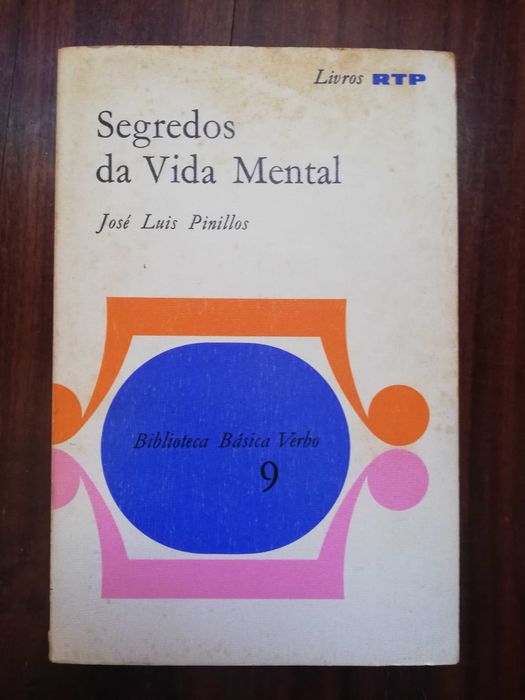 Livros RTP
Segredos
da Vida Mental
José Luis Pinillos
Biblioteca Básica Verbo
9